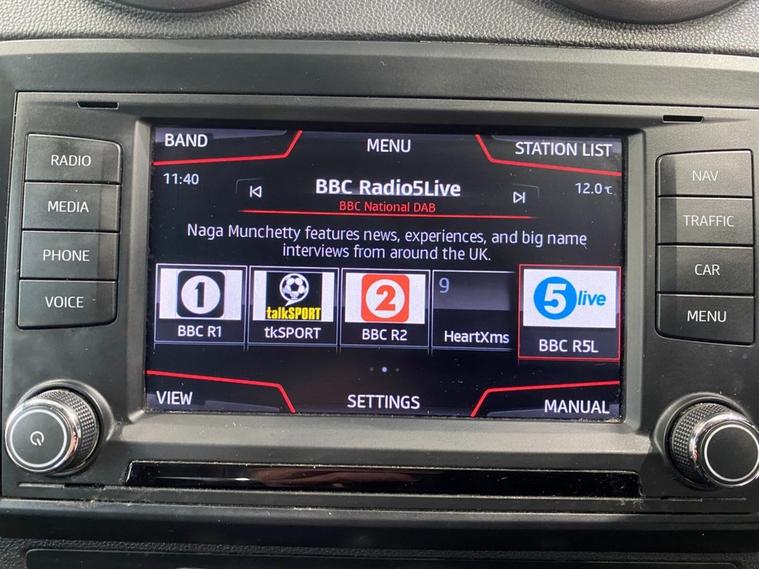 BAND
MENU
STATION LIST
RADIO
NAV
11:40
BBC Radio5Live
12.0 °C
BBC National DAB
MEDIA
TRAFFIC
Naga Munchetty features news, experiences, and big name
interviews from around the UK.
PHONE
CAR
1
talkSPORT
2
9
5 live
VOICE
MENU
BBC R1
tkSPORT
BBC R2
HeartXms
BBC R5L
VIEW
SETTINGS
MANUAL